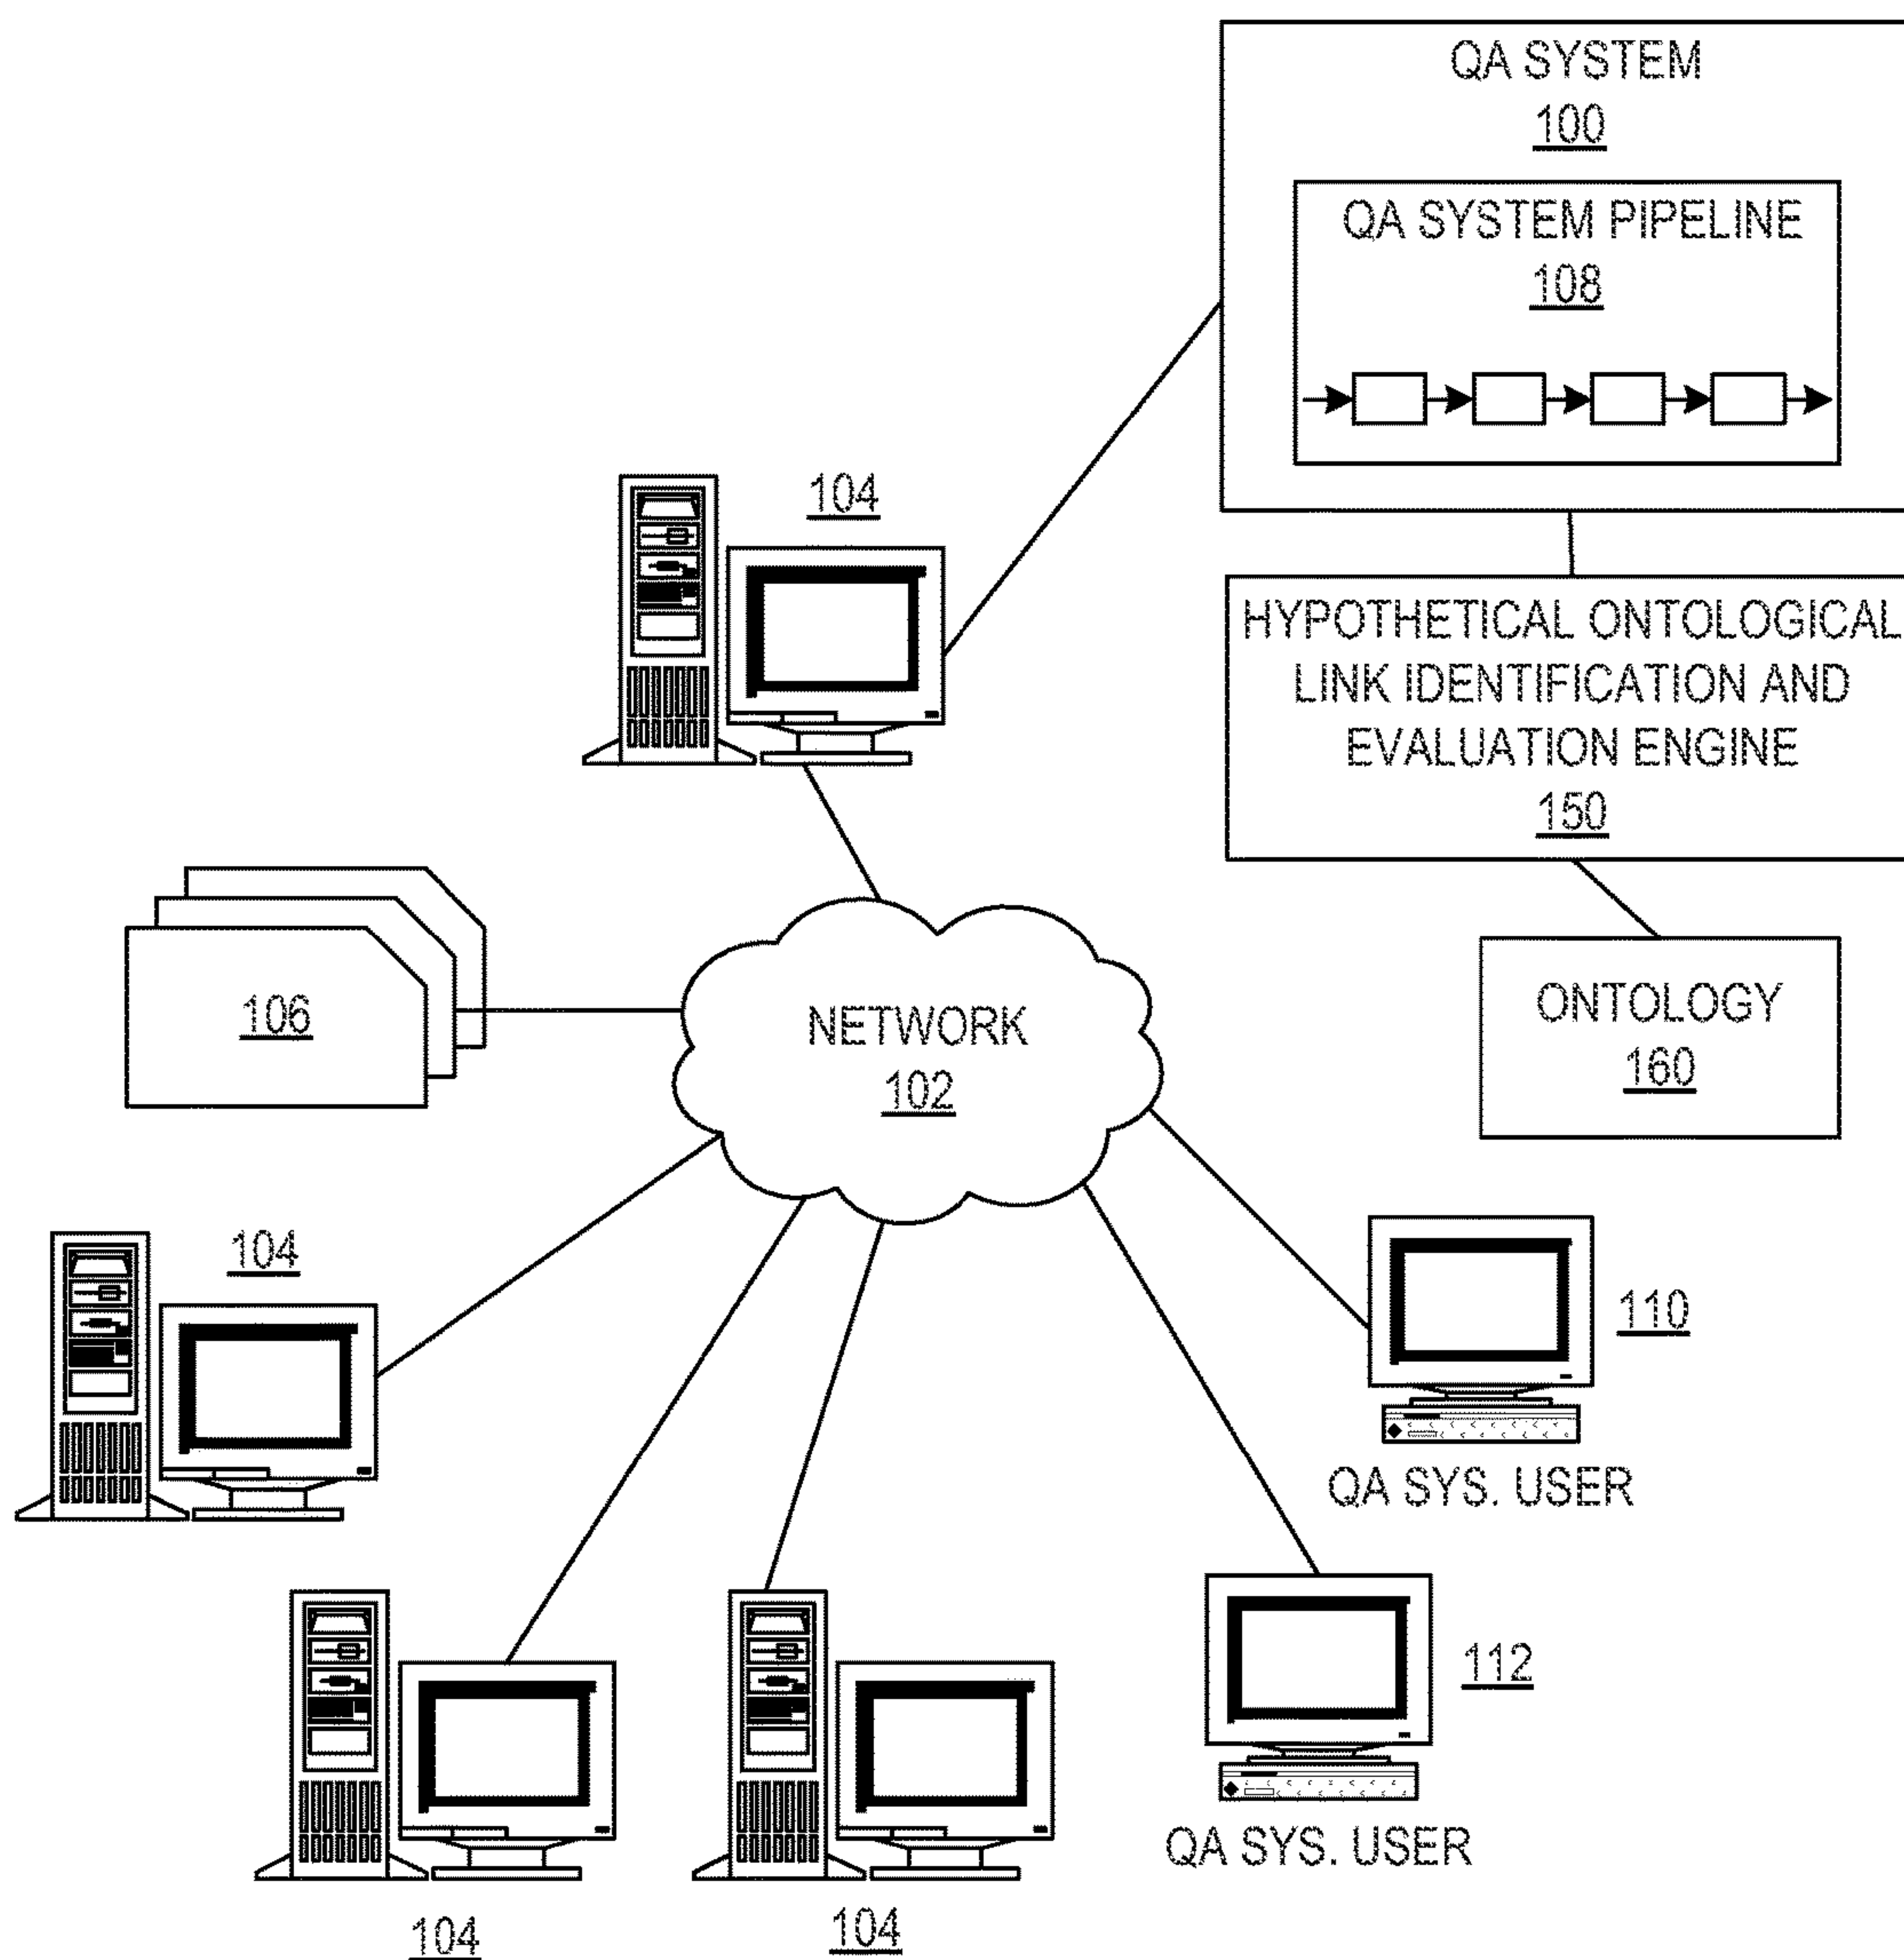 QA SYSTEM
100
QA SYSTEM PIPELINE
108
104
HYPOTHETICAL ONTOLOGICAL
LINK IDENTIFICATION AND
EVALUATION ENGINE
150
106
NETWORK
102
ONTOLOGY
160
104
110
QA SYS. USER
112
QA SYS. USER
104
104